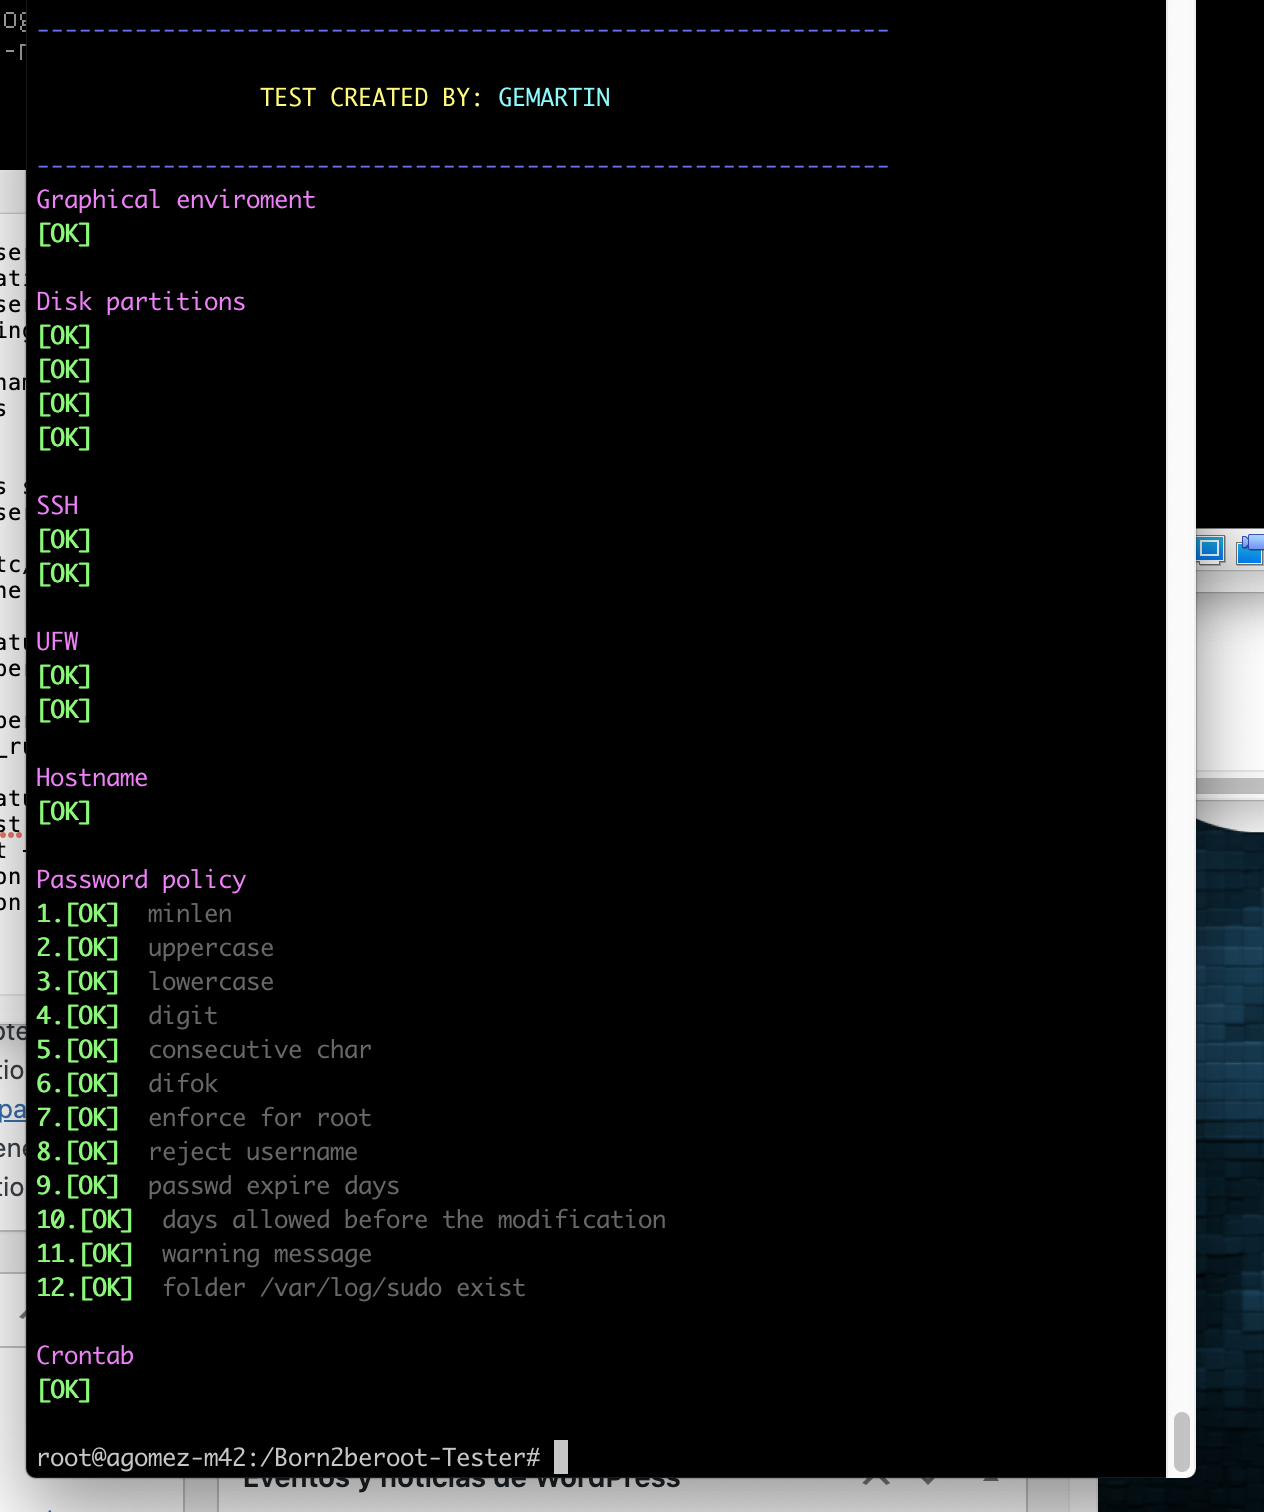 ------------------------------------------------------------
TEST CREATED BY: GEMARTIN
------------------------------------------------------------
Graphical enviroment
[OK]
Disk partitions
[OK]
[OK]
[OK]
[OK]
SSH
[OK]
[OK]
UFW
[OK]
[OK]
Hostname
[OK]
Password policy
1.[OK] minlen
2.[OK] uppercase
3.[OK] lowercase
4.[OK] digit
5.[OK] consecutive char
6.[OK] difok
7.[OK] enforce for root
8.[OK] reject username
9.[OK] passwd expire days
10.[OK] days allowed before the modification
11.[OK] warning message
12.[OK] folder /var/log/sudo exist
Crontab
[OK]
root@agomez-m42:/Born2beroot-Tester#
Eventos y noticias de WordPress